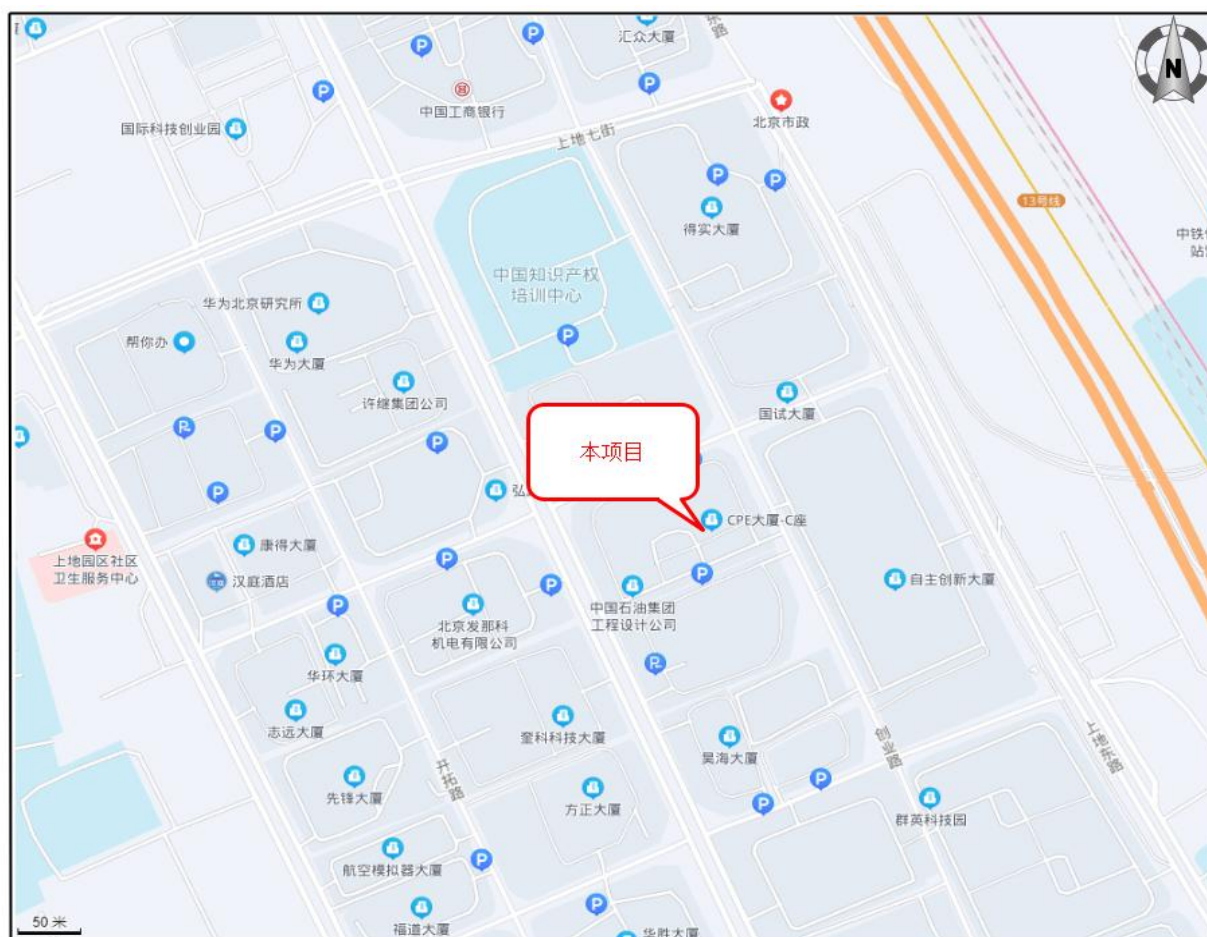 汇众大厦
东路
中国工商银行
国际科技创业园
上地七街
北京市政
N
13号线
得实大厦
中铁
站
中国知识产权
培训中心
华为北京研究所
帮你办
华为大厦
许继集团公司
国试大厦
本项目
弘
CPE大厦-C座
上地园区社区
卫生服务中心
康得大厦
汉庭酒店
中国石油集团
工程设计公司
自主创新大厦
北京发那科
机电有限公司
华环大厦
志远大厦
奎科科技大厦
昊海大厦
创业路
上地东路
开拓路
先锋大厦
方正大厦
群英科技园
航空模拟器大厦
福道大厦
华胜大厦
50 米